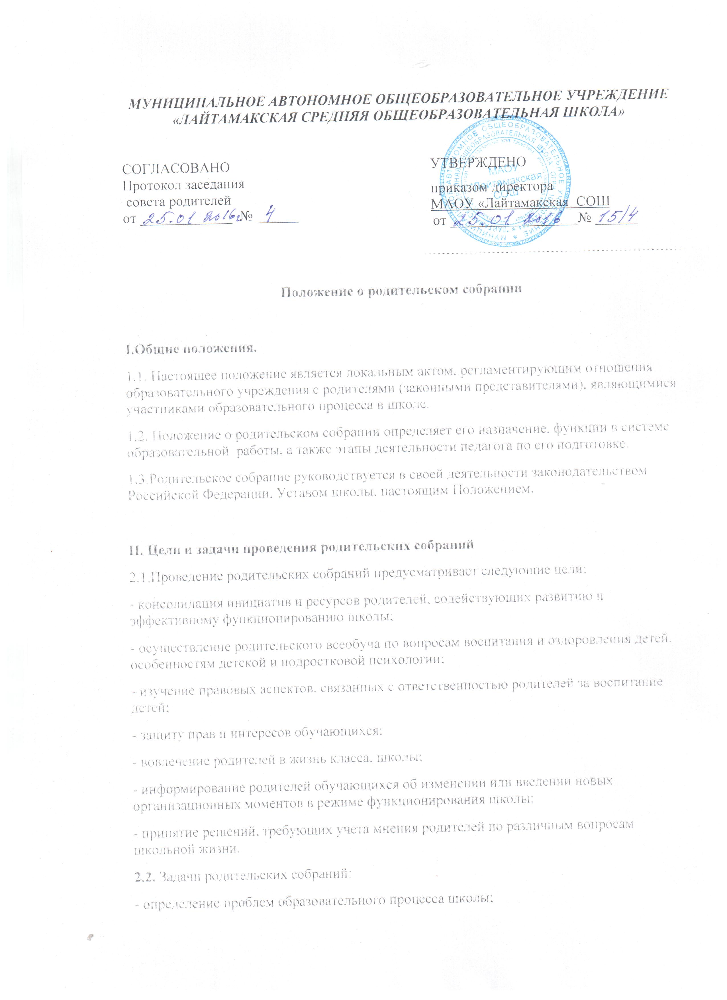 МУНИЦИПАЛЬНОЕ АВТОНОМНОЕ ОБЩЕОБРАЗОВАТЕЛЬНОЕ УЧРЕЖДЕНИЕ
«ЛАЙТАМАКСКАЯ СРЕДНЯЯ ОБЩЕОБРАЗОВАТЕЛЬНАЯ ШКОЛА»
СОГЛАСОВАНО
Протокол заседания
совета родителей
от 25.01 2016г № 4
УТВЕРЖДЕНО
приказом директора
МАОУ «Лайтамакская СОШ
от 25.01 2016 № 15/4
МАОУ
"Лайтамакская
СОШ"
Положение о родительском собрании
I.Общие положения.
1.1. Настоящее положение является локальным актом, регламентирующим отношения
образовательного учреждения с родителями (законными представителями), являющимися
участниками образовательного процесса в школе.
1.2. Положение о родительском собрании определяет его назначение, функции в системе
образовательной работы, а также этапы деятельности педагога по его подготовке.
1.3.Родительское собрание руководствуется в своей деятельности законодательством
Российской Федерации, Уставом школы, настоящим Положением.
II. Цели и задачи проведения родительских собраний
2.1.Проведение родительских собраний предусматривает следующие цели:
- консолидация инициатив и ресурсов родителей, содействующих развитию и
эффективному функционированию школы;
- осуществление родительского всеобуча по вопросам воспитания и оздоровления детей,
особенностям детской и подростковой психологии;
- изучение правовых аспектов, связанных с ответственностью родителей за воспитание
детей;
- защиту прав и интересов обучающихся;
- вовлечение родителей в жизнь класса, школы;
- информирование родителей обучающихся об изменении или введении новых
организационных моментов в режиме функционирования школы;
- принятие решений, требующих учета мнения родителей по различным вопросам
школьной жизни.
2.2. Задачи родительских собраний:
- определение проблем образовательного процесса школы;